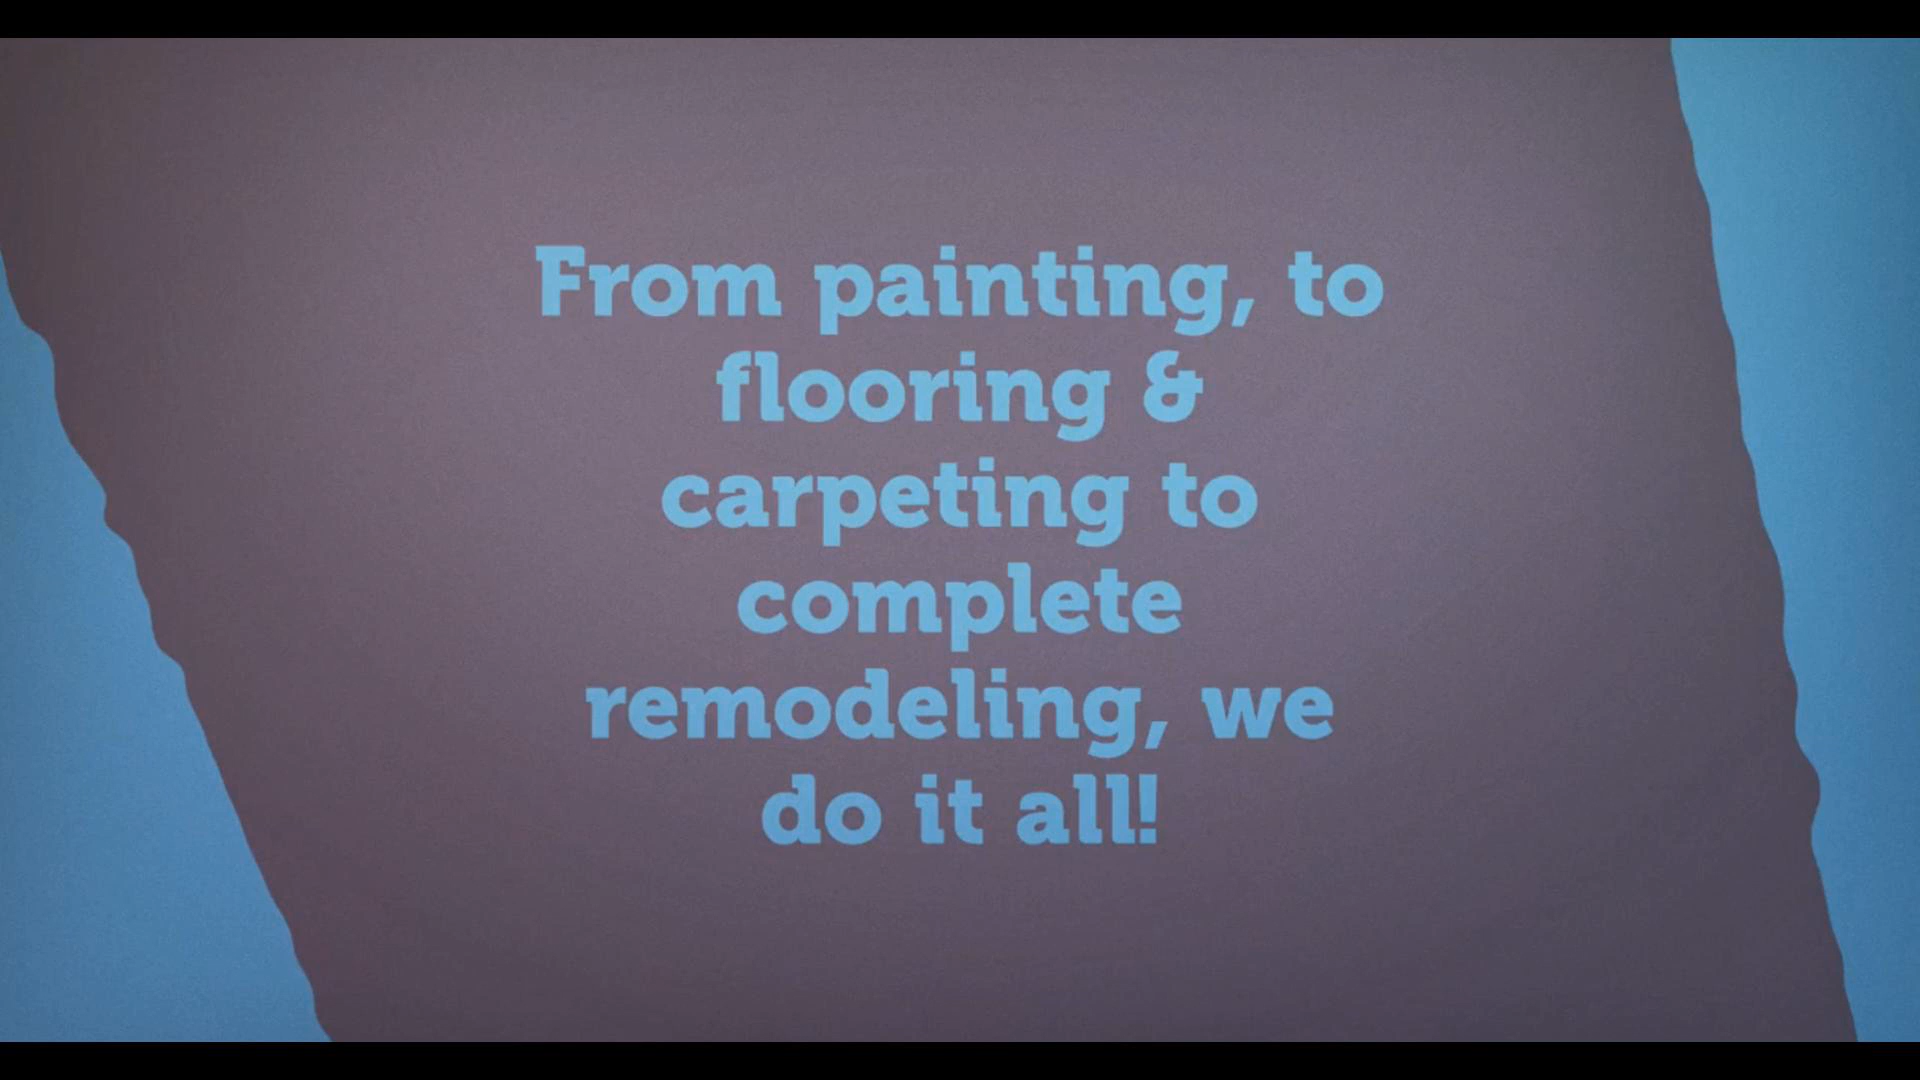 From painting, to
flooring &
carpeting to
complete
remodeling, we
do it all!